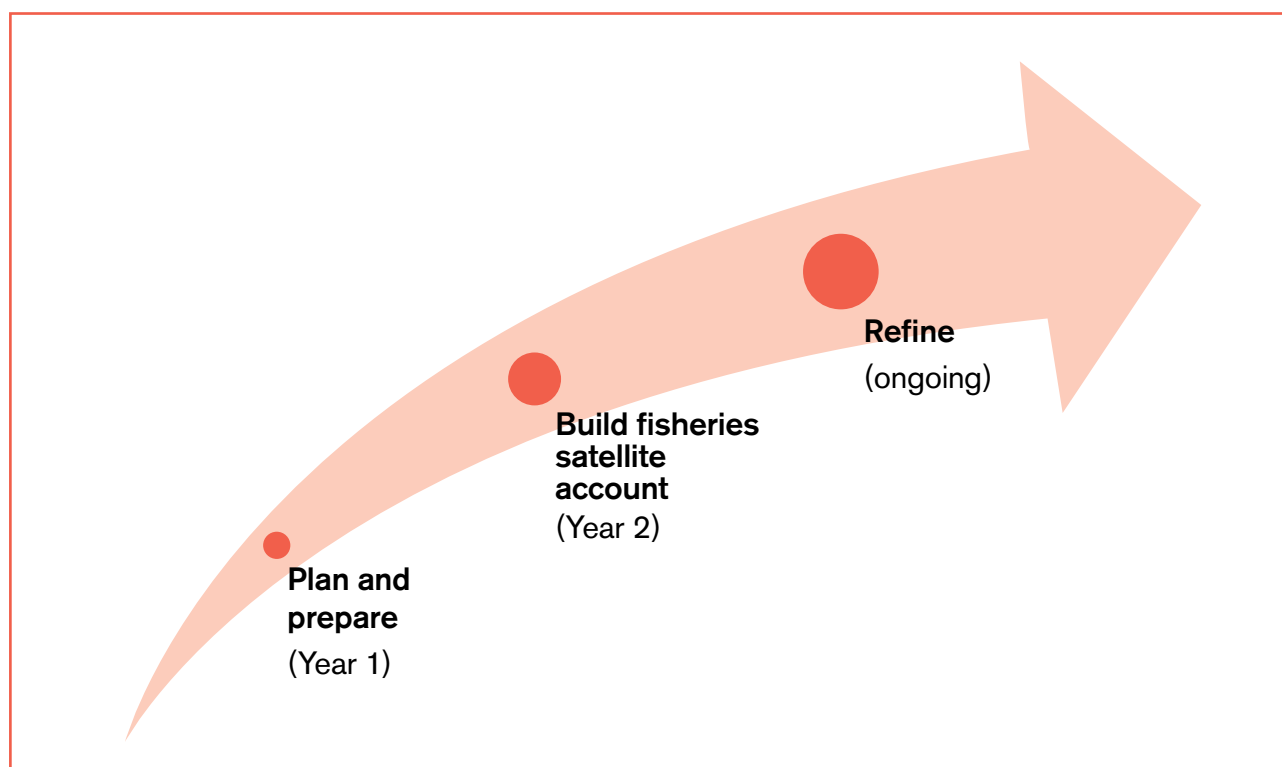 Refine
(ongoing)
Build fisheries
satellite
account
(Year 2)
Plan and
prepare
(Year 1)